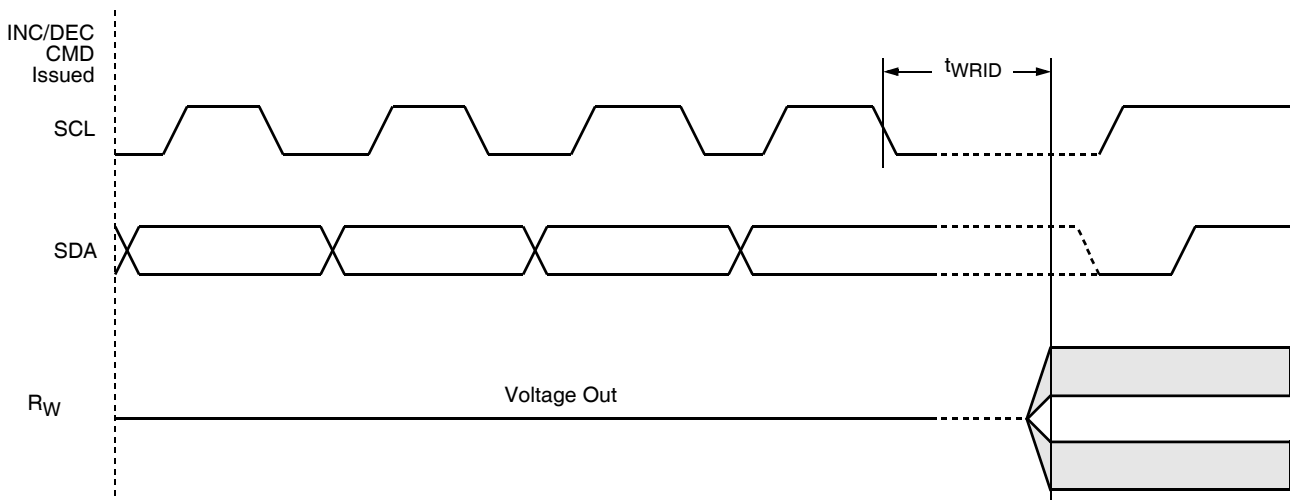 INC/DEC
CMD
Issued
tWRID
SCL
SDA
Voltage Out
RW